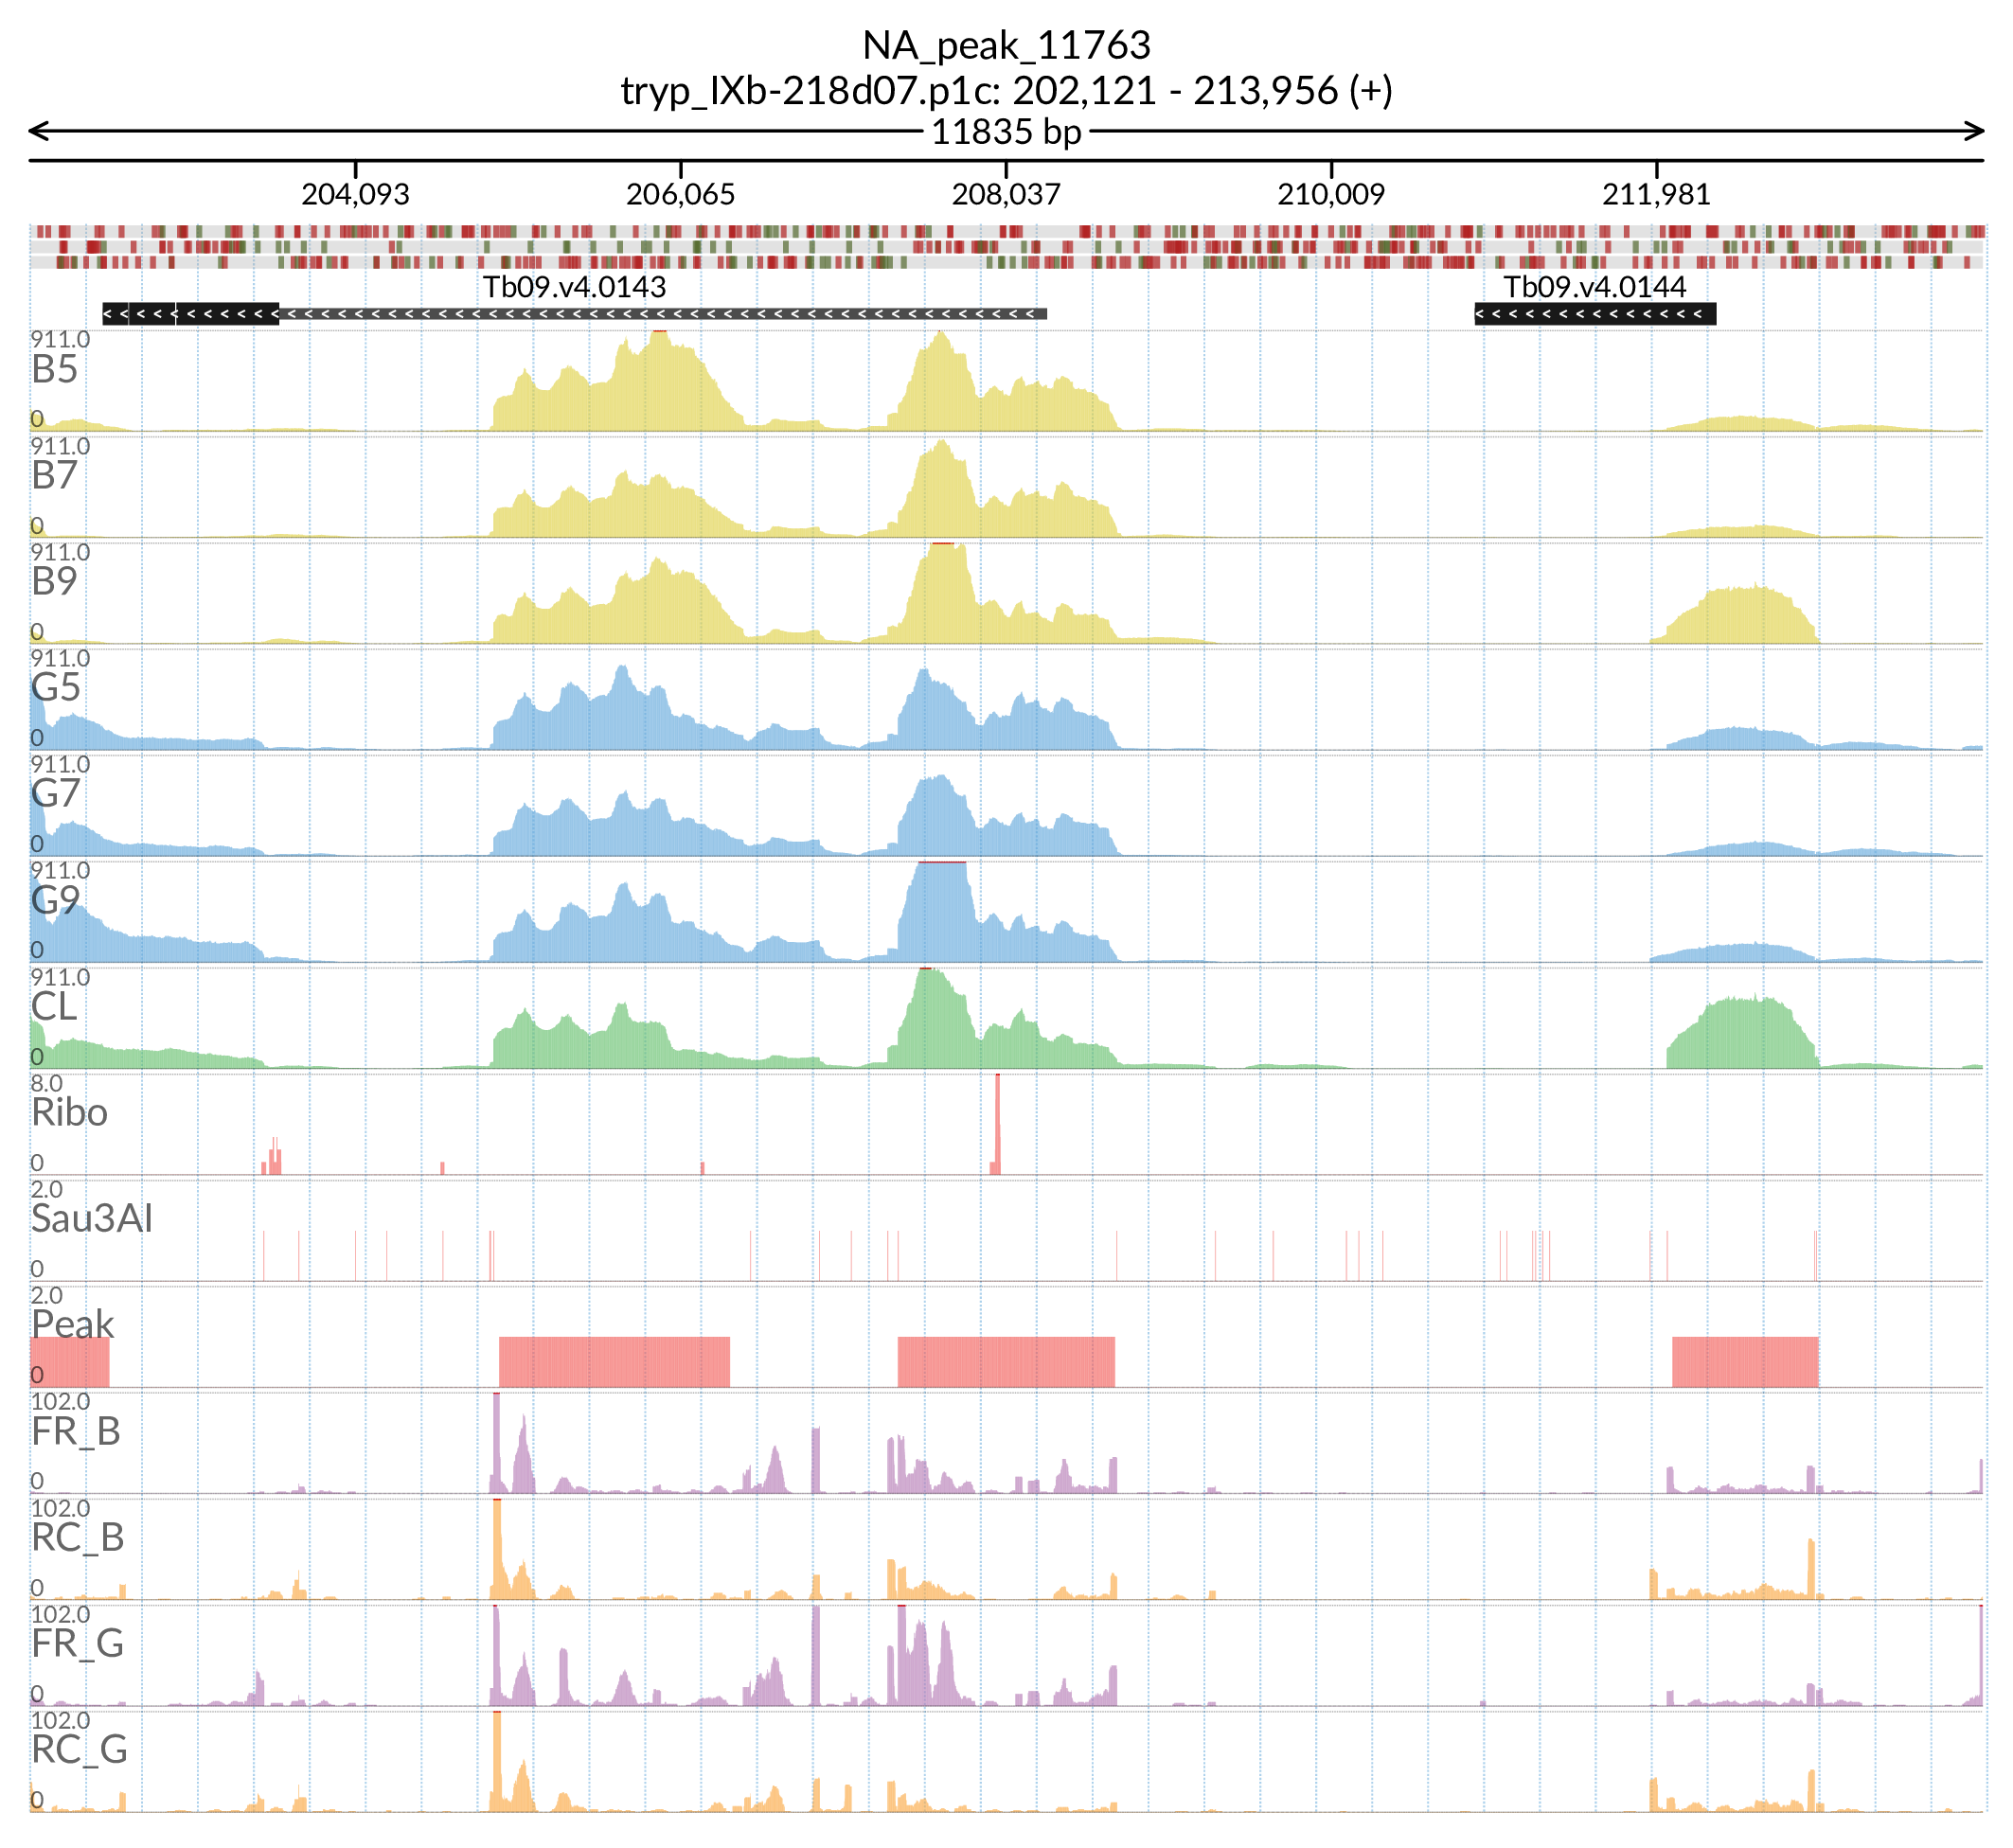 NA_peak_11763
tryp_IXb-218d07.p1c: 202,121 - 213,956 (+)
11835 bp
204,093 206,065 208,037 210,009 211,981
Tb09.v4.0143 Tb09.v4.0144
911.0
B5
0
911.0
B7
0
911.0
B9
0
911.0
G5
0
911.0
G7
0
911.0
G9
0
911.0
CL
0
8.0
Ribo
0
2.0
Sau3AI
0
2.0
Peak
0
102.0
FR_B
0
102.0
RC_B
0
102.0
FR_G
0
102.0
RC_G
0